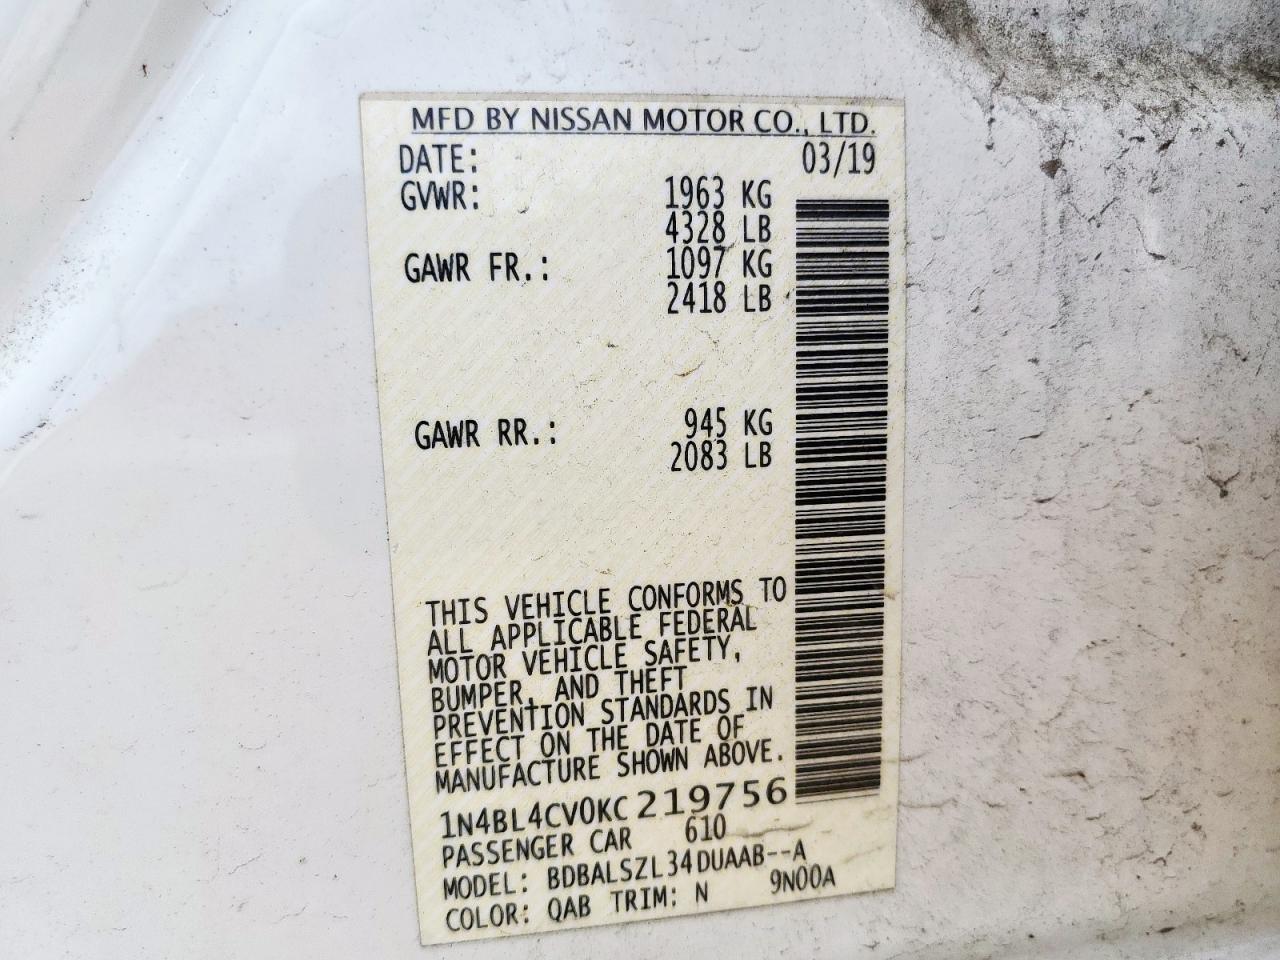 MFD BY NISSAN MOTOR CO., LTD.
DATE: 03/19
GVWR: 1963 KG
4328 LB
GAWR FR.: 1097 KG
2418 LB
GAWR RR.: 945 KG
2083 LB
THIS VEHICLE CONFORMS TO
ALL APPLICABLE FEDERAL
MOTOR VEHICLE SAFETY,
BUMPER, AND THEFT
PREVENTION STANDARDS IN
EFFECT ON THE DATE OF
MANUFACTURE SHOWN ABOVE.
1N4BL4CV0KC219756
PASSENGER CAR 610
MODEL: BDBALSZL34DUAAB--A
COLOR: QAB TRIM: N 9N00A